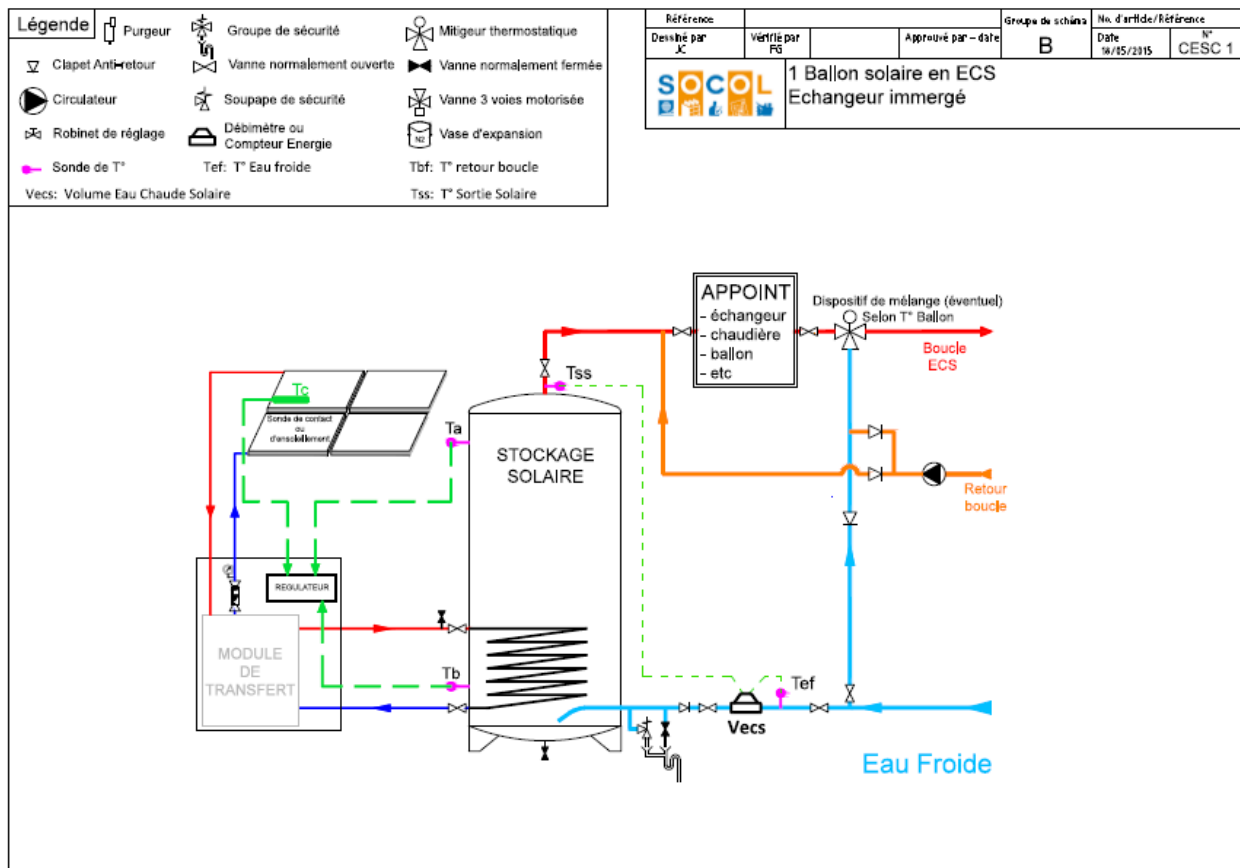 Légende
Purgeur
Groupe de sécurité
Mitigeur thermostatique
Clapet Anti-retour
Vanne normalement ouverte
Vanne normalement fermée
Circulateur
Soupape de sécurité
Vanne 3 voies motorisée
Robinet de réglage
Débimètre ou
Compteur Energie
N2
Vase d'expansion
Sonde de T°
Tef: T° Eau froide
Tbf: T° retour boucle
Vecs: Volume Eau Chaude Solaire
Tss: T° Sortie Solaire
Référence
Groupe de schéma
No. d'article/Référence
Dessiné par
JC
Vérifié par
FG
Approuvé par - date
B
Date
18/05/2015
N°
CESC 1
SOCOL
1 Ballon solaire en ECS
Echangeur immergé
APPOINT
- échangeur
- chaudière
- ballon
- etc
Dispositif de mélange (éventuel)
Selon T° Ballon
Boucle
ECS
Tss
Tc
Sonde de contact
ou
d'ensoleillement
Ta
STOCKAGE
SOLAIRE
Retour
boucle
REGULATEUR
MODULE
DE
TRANSFERT
Tb
Tef
Vecs
Eau Froide